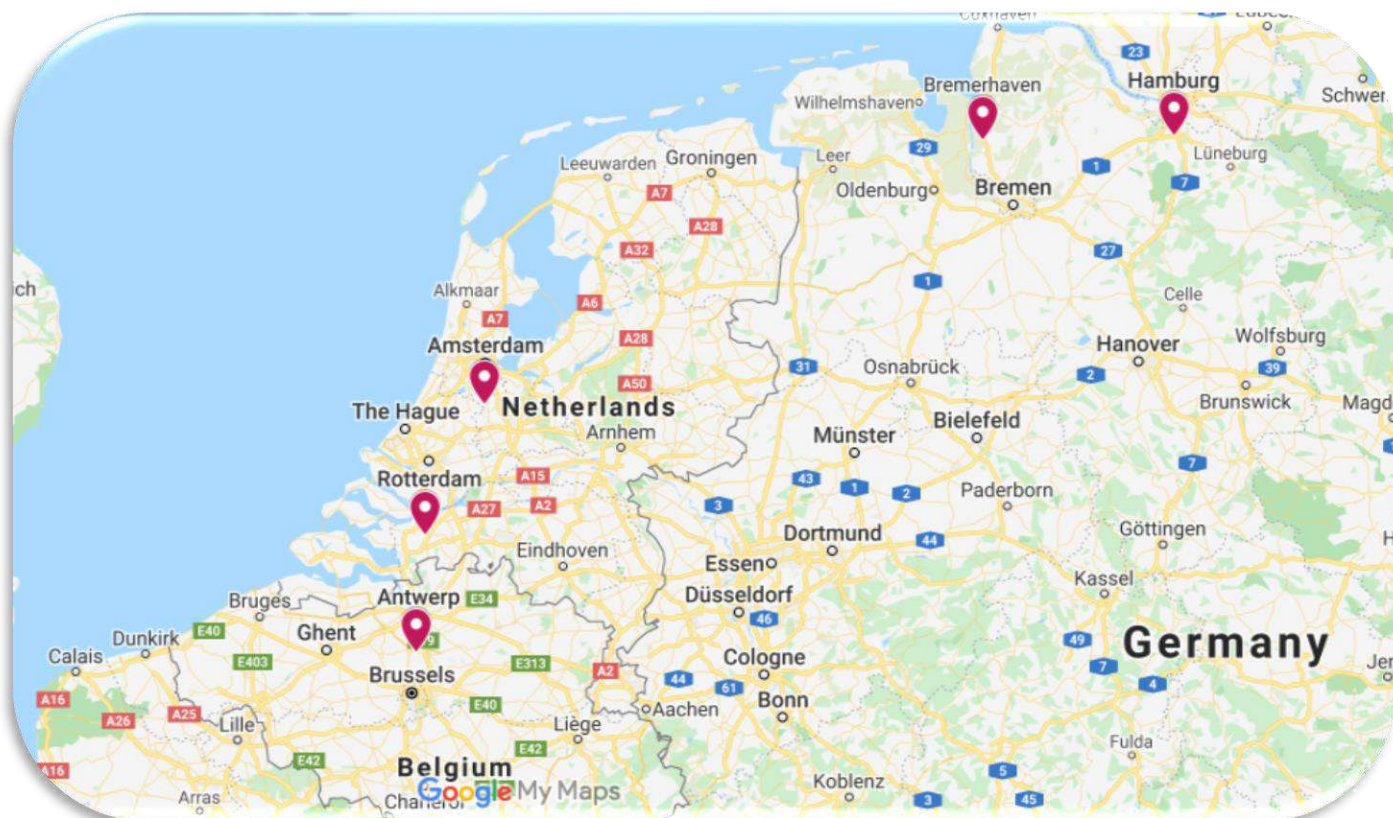 Coxhaven
23
Bremerhaven
Hamburg
Wilhelmshaven
Schwer
29
Leer
Lüneburg
Leeuwarden
Groningen
1
7
A7
Oldenburg
Bremen
A28
A32
27
ich
1
Alkmaar
A6
Celle
A7
Amsterdam
A28
Hanover
Wolfsburg
31
Osnabrück
2
39
A50
The Hague
Netherlands
Brunswick
Magd
Arnhem
Münster
Bielefeld
Rotterdam
A15
43
1
2
7
Paderborn
A27
A2
3
Dortmund
44
Göttingen
Eindhoven
Essen
Kassel
Bruges
Antwerp
E34
Düsseldorf
E40
Ghent
46
Dunkirk
49
Germany
Calais
E403
E313
A2
Cologne
7
Brussels
44
61
4
Jer
A16
A26
A25
E40
Aachen
Bonn
Lille
Liège
E42
Fulda
E42
A16
Belgium
5
Koblenz
Arras
Google My Maps
3
45